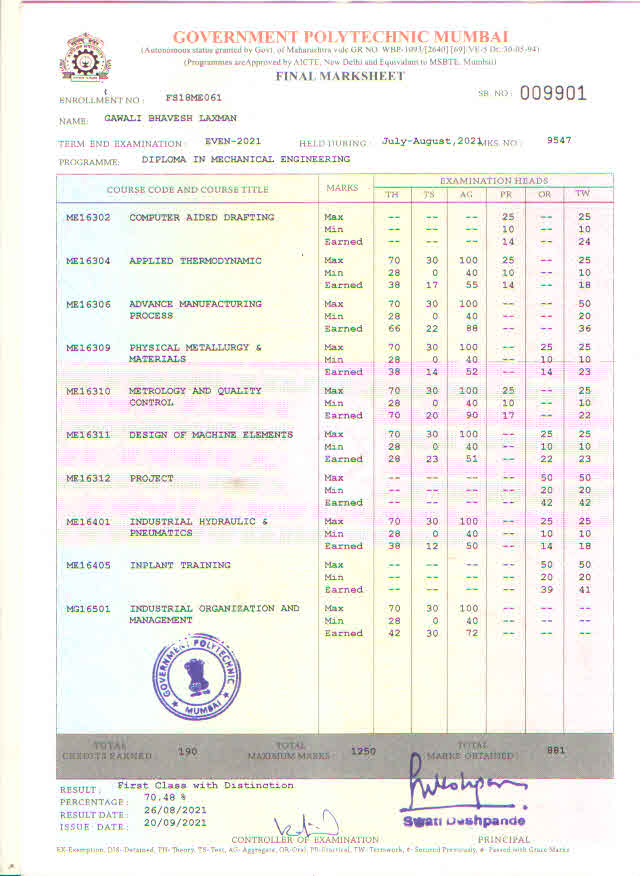 GOVERNMENT POLYTECHNIC MUMBAI
(Autonomous status granted by Govt. of Maharashtra vide GR NO. WBP-1093/[2640] [69]/VE-5 Dt:30-05-94)
(Programmes areApproved by AICTE, New Delhi and Equivalent to MSBTE, Mumbai)
FINAL MARKSHEET
SR. NO: 009901
ENROLLMENT NO: FS18ME061
NAME: GAWALI BHAVESH LAXMAN
TERM END EXAMINATION: EVEN-2021 HELD DURING: July-August,2021 MKS. NO: 9547
PROGRAMME: DIPLOMA IN MECHANICAL ENGINEERING
COURSE CODE AND COURSE TITLE MARKS EXAMINATION HEADS
TH TS AG PR OR TW
ME16302 COMPUTER AIDED DRAFTING Max -- -- -- 25 -- 25
Min -- -- -- 10 -- 10
Earned -- -- -- 14 -- 24
ME16304 APPLIED THERMODYNAMIC Max 70 30 100 25 -- 25
Min 28 0 40 10 -- 10
Earned 38 17 55 14 -- 18
ME16306 ADVANCE MANUFACTURING Max 70 30 100 -- -- 50
PROCESS Min 28 0 40 -- -- 20
Earned 66 22 88 -- -- 36
ME16309 PHYSICAL METALLURGY & Max 70 30 100 -- 25 25
MATERIALS Min 28 0 40 -- 10 10
Earned 38 14 52 -- 14 23
ME16310 METROLOGY AND QUALITY Max 70 30 100 25 -- 25
CONTROL Min 28 0 40 10 -- 10
Earned 70 20 90 17 -- 22
ME16311 DESIGN OF MACHINE ELEMENTS Max 70 30 100 -- 25 25
Min 28 0 40 -- 10 10
Earned 28 23 51 -- 22 23
ME16312 PROJECT Max -- -- -- -- 50 50
Min -- -- -- -- 20 20
Earned -- -- -- -- 42 42
ME16401 INDUSTRIAL HYDRAULIC & Max 70 30 100 -- 25 25
PNEUMATICS Min 28 0 40 -- 10 10
Earned 38 12 50 -- 14 18
ME16405 INPLANT TRAINING Max -- -- -- -- 50 50
Min -- -- -- -- 20 20
Earned -- -- -- -- 39 41
MG16501 INDUSTRIAL ORGANIZATION AND Max 70 30 100 -- -- --
MANAGEMENT Min 28 0 40 -- -- --
Earned 42 30 72 -- -- --
GOVERNMENT POLYTECHNIC
MUMBAI
TOTAL CREDITS EARNED: 190 TOTAL MAXIMUM MARKS: 1250 TOTAL MARKS OBTAINED: 881
RESULT: First Class with Distinction
PERCENTAGE: 70.48 %
RESULT DATE: 26/08/2021
ISSUE DATE: 20/09/2021
Swati Deshpande
CONTROLLER OF EXAMINATION PRINCIPAL
EX-Exemption, DIS- Detained, TH- Theory, TS- Test, AG- Aggregate, OR-Oral, PR-Practical, TW- Termwork, #- Secured Previously, #- Passed with Grace Marks